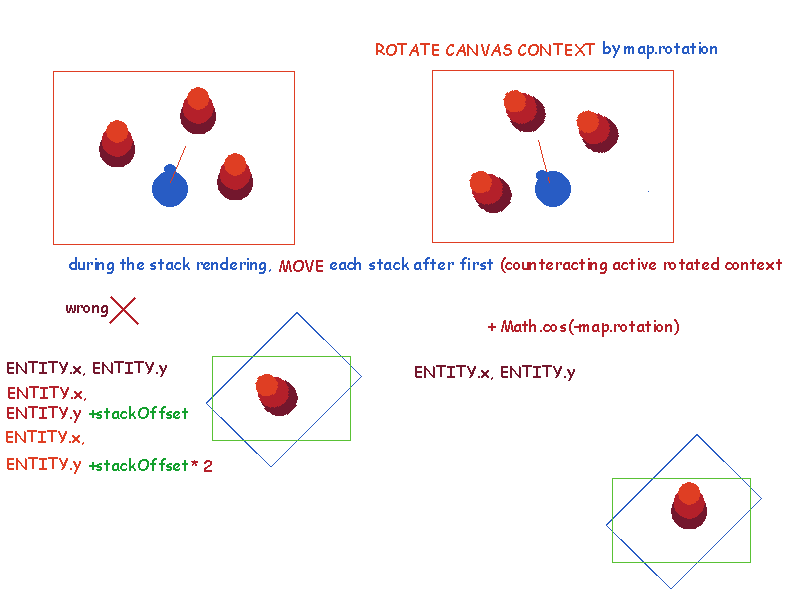 ROTATE CANVAS CONTEXT by map.rotation
during the stack rendering, MOVE each stack after first (counteracting active rotated context
wrong
+ Math.cos(-map.rotation)
ENTITY.x, ENTITY.y
ENTITY.x, ENTITY.y
ENTITY.x,
ENTITY.y +stackOffset
ENTITY.x,
ENTITY.y +stackOffset* 2